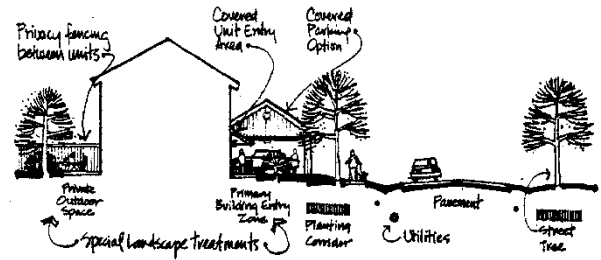 Privacy fencing
between units
Covered
Unit Entry
Area
Covered
Parking
Option
Private
Outdoor
Space
Primary
Building Entry
Zone
Planting
Corridor
Pavement
Utilities
Street
Tree
Special Landscape Treatments